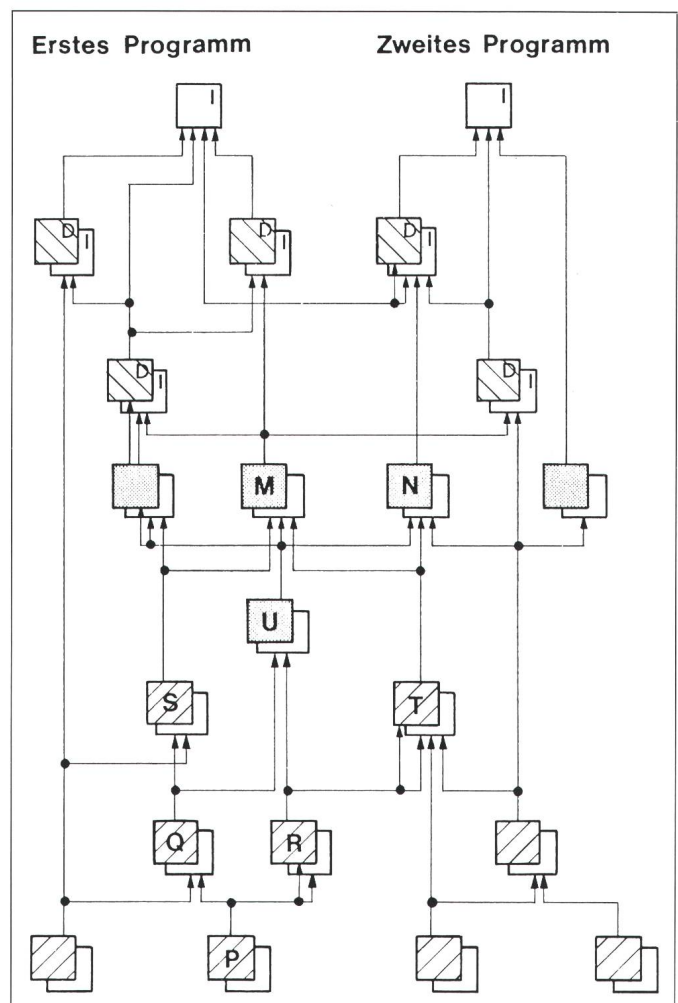 Erstes Programm Zweites Programm
I I
D I D I D I
D I D I
M N
U
S T
Q R
P